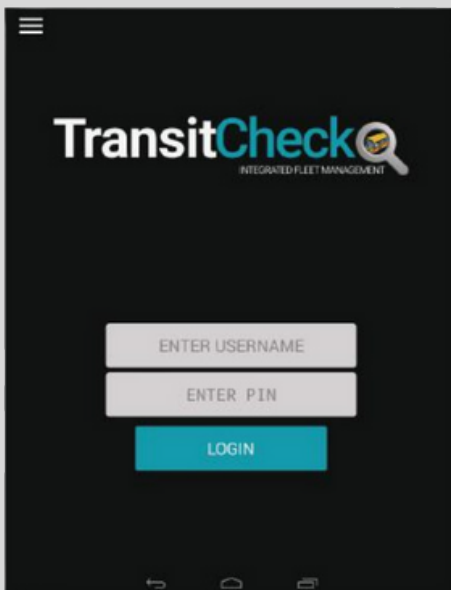 TransitCheck
INTEGRATED FLEET MANAGEMENT
ENTER USERNAME
ENTER PIN
LOGIN